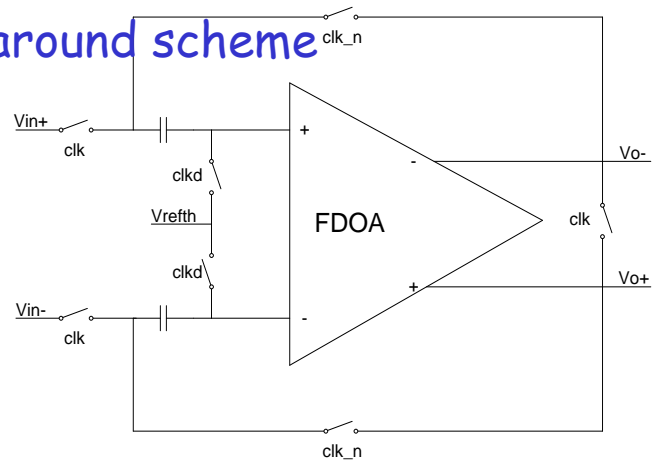 around scheme
clk_n
Vin+
clk
+
clkd
-
Vo-
Vrefth
FDOA
clk
clkd
+
Vo+
Vin-
clk
-
clk_n